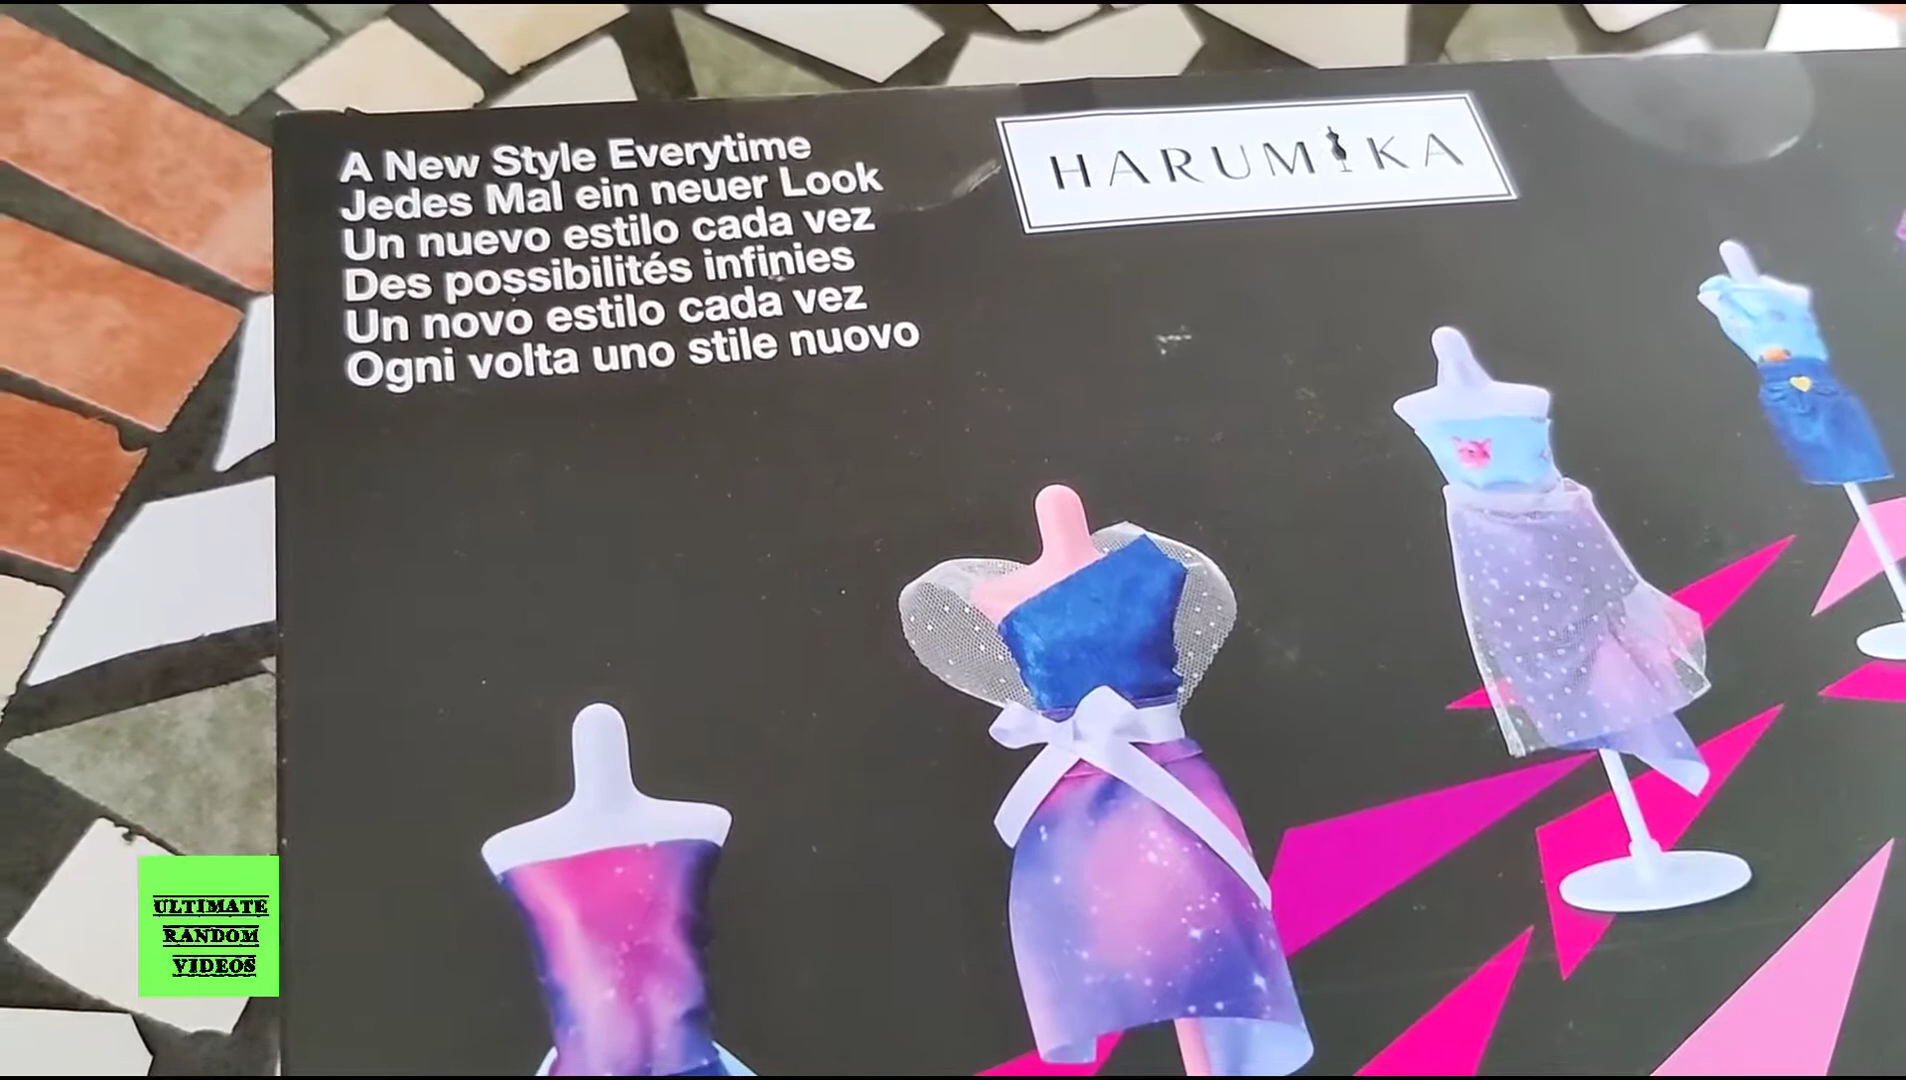 A New Style Everytime
Jedes Mal ein neuer Look
Un nuevo estilo cada vez
Des possibilités infinies
Un novo estilo cada vez
Ogni volta uno stile nuovo
HARUMIKA
ULTIMATE
RANDOM
VIDEOS